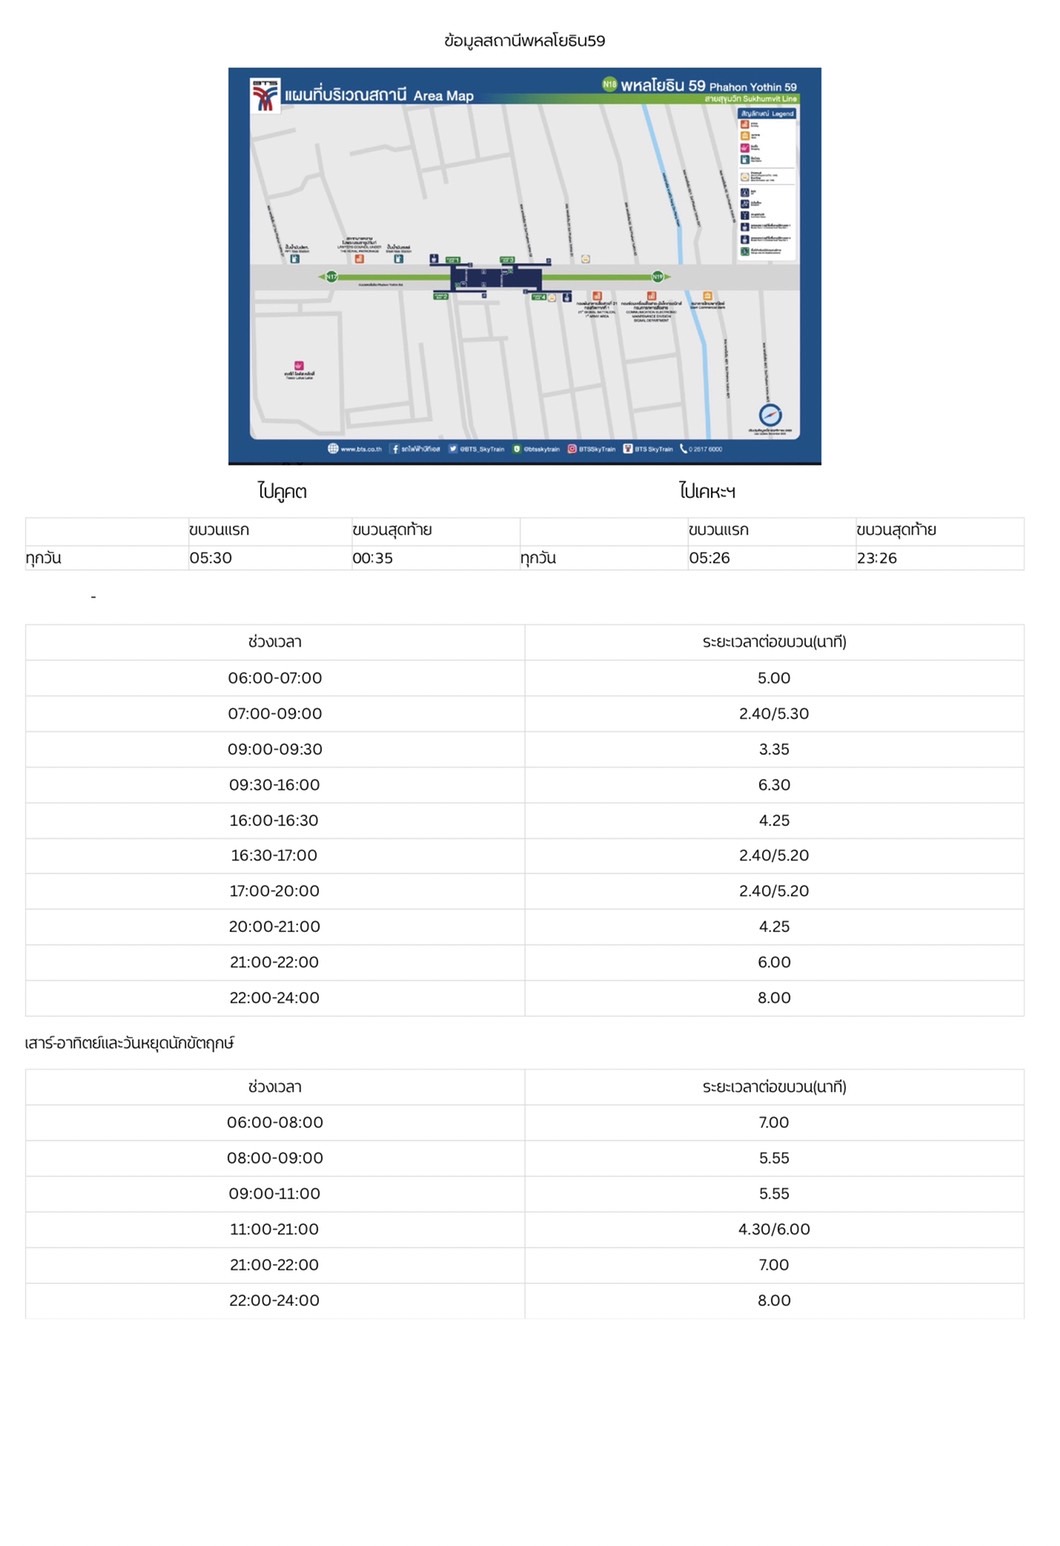 ข้อมูลสถานีพหลโยธิน59
BTS
แผนที่บริเวณสถานี Area Map
N18 พหลโยธิน 59 Phahon Yothin 59
สายสุขุมวิท Sukhumvit Line
สัญลักษณ์ Legend
N17
N19
www.bts.co.th รถไฟฟ้าบีทีเอส @BTS_SkyTrain @btsskytrain BTSSkyTrain BTS SkyTrain 0 2617 6000
ไปคูคต ไปเคหะฯ
ขบวนแรก ขบวนสุดท้าย ขบวนแรก ขบวนสุดท้าย
ทุกวัน 05:30 00:35 ทุกวัน 05:26 23:26
-
ช่วงเวลา ระยะเวลาต่อขบวน(นาที)
06:00-07:00 5.00
07:00-09:00 2.40/5.30
09:00-09:30 3.35
09:30-16:00 6.30
16:00-16:30 4.25
16:30-17:00 2.40/5.20
17:00-20:00 2.40/5.20
20:00-21:00 4.25
21:00-22:00 6.00
22:00-24:00 8.00
เสาร์-อาทิตย์และวันหยุดนักขัตฤกษ์
ช่วงเวลา ระยะเวลาต่อขบวน(นาที)
06:00-08:00 7.00
08:00-09:00 5.55
09:00-11:00 5.55
11:00-21:00 4.30/6.00
21:00-22:00 7.00
22:00-24:00 8.00